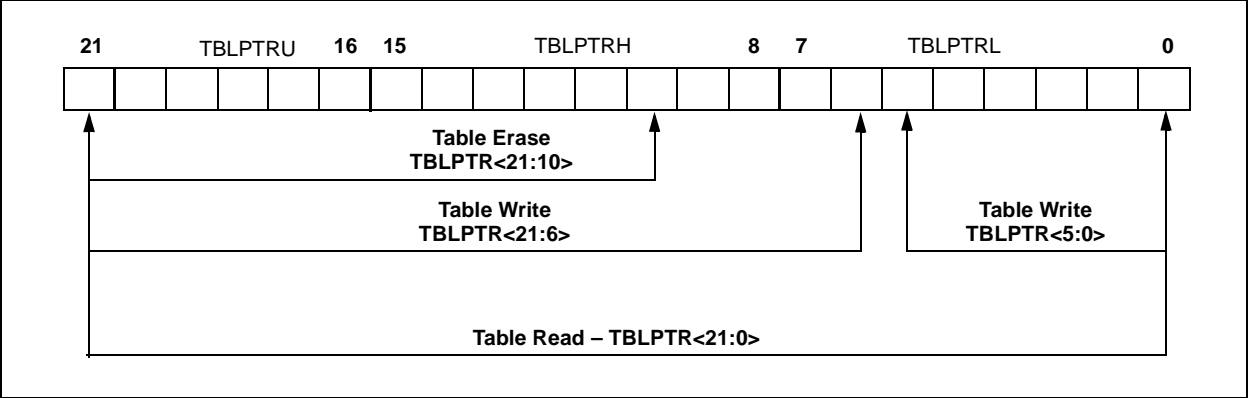 21 TBLPTRU 16 15 TBLPTRH 8 7 TBLPTRL 0
Table Erase
TBLPTR<21:10>
Table Write
TBLPTR<21:6>
Table Write
TBLPTR<5:0>
Table Read – TBLPTR<21:0>